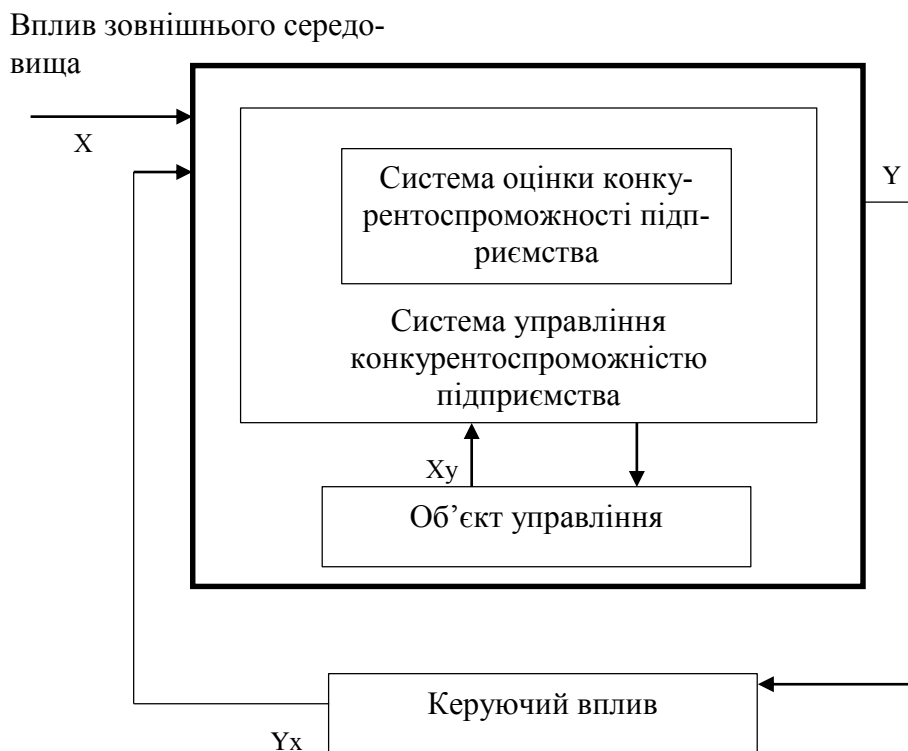 Вплив зовнішнього середо-
вища
X
Y
Система оцінки конку-
рентоспроможності підп-
риємства
Система управління
конкурентоспроможністю
підприємства
Xy
Об’єкт управління
Керуючий вплив
Yx